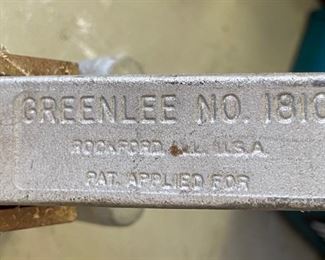 GREENLEE NO. 1810
ROCKFORD, ILL. U.S.A.
PAT. APPLIED FOR